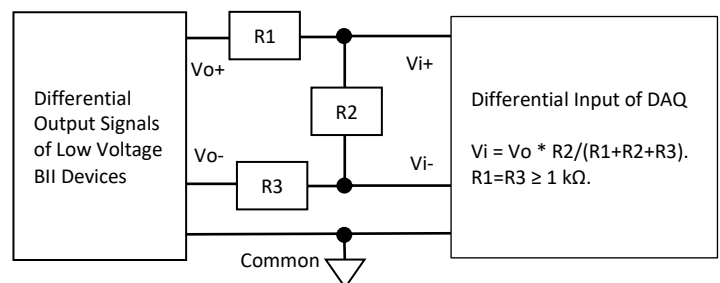 R1
Vo+
Vi+
Differential
Output Signals
of Low Voltage
BII Devices
R2
Differential Input of DAQ
Vi = Vo * R2/(R1+R2+R3).
R1=R3 ≥ 1 kΩ.
Vo-
Vi-
R3
Common